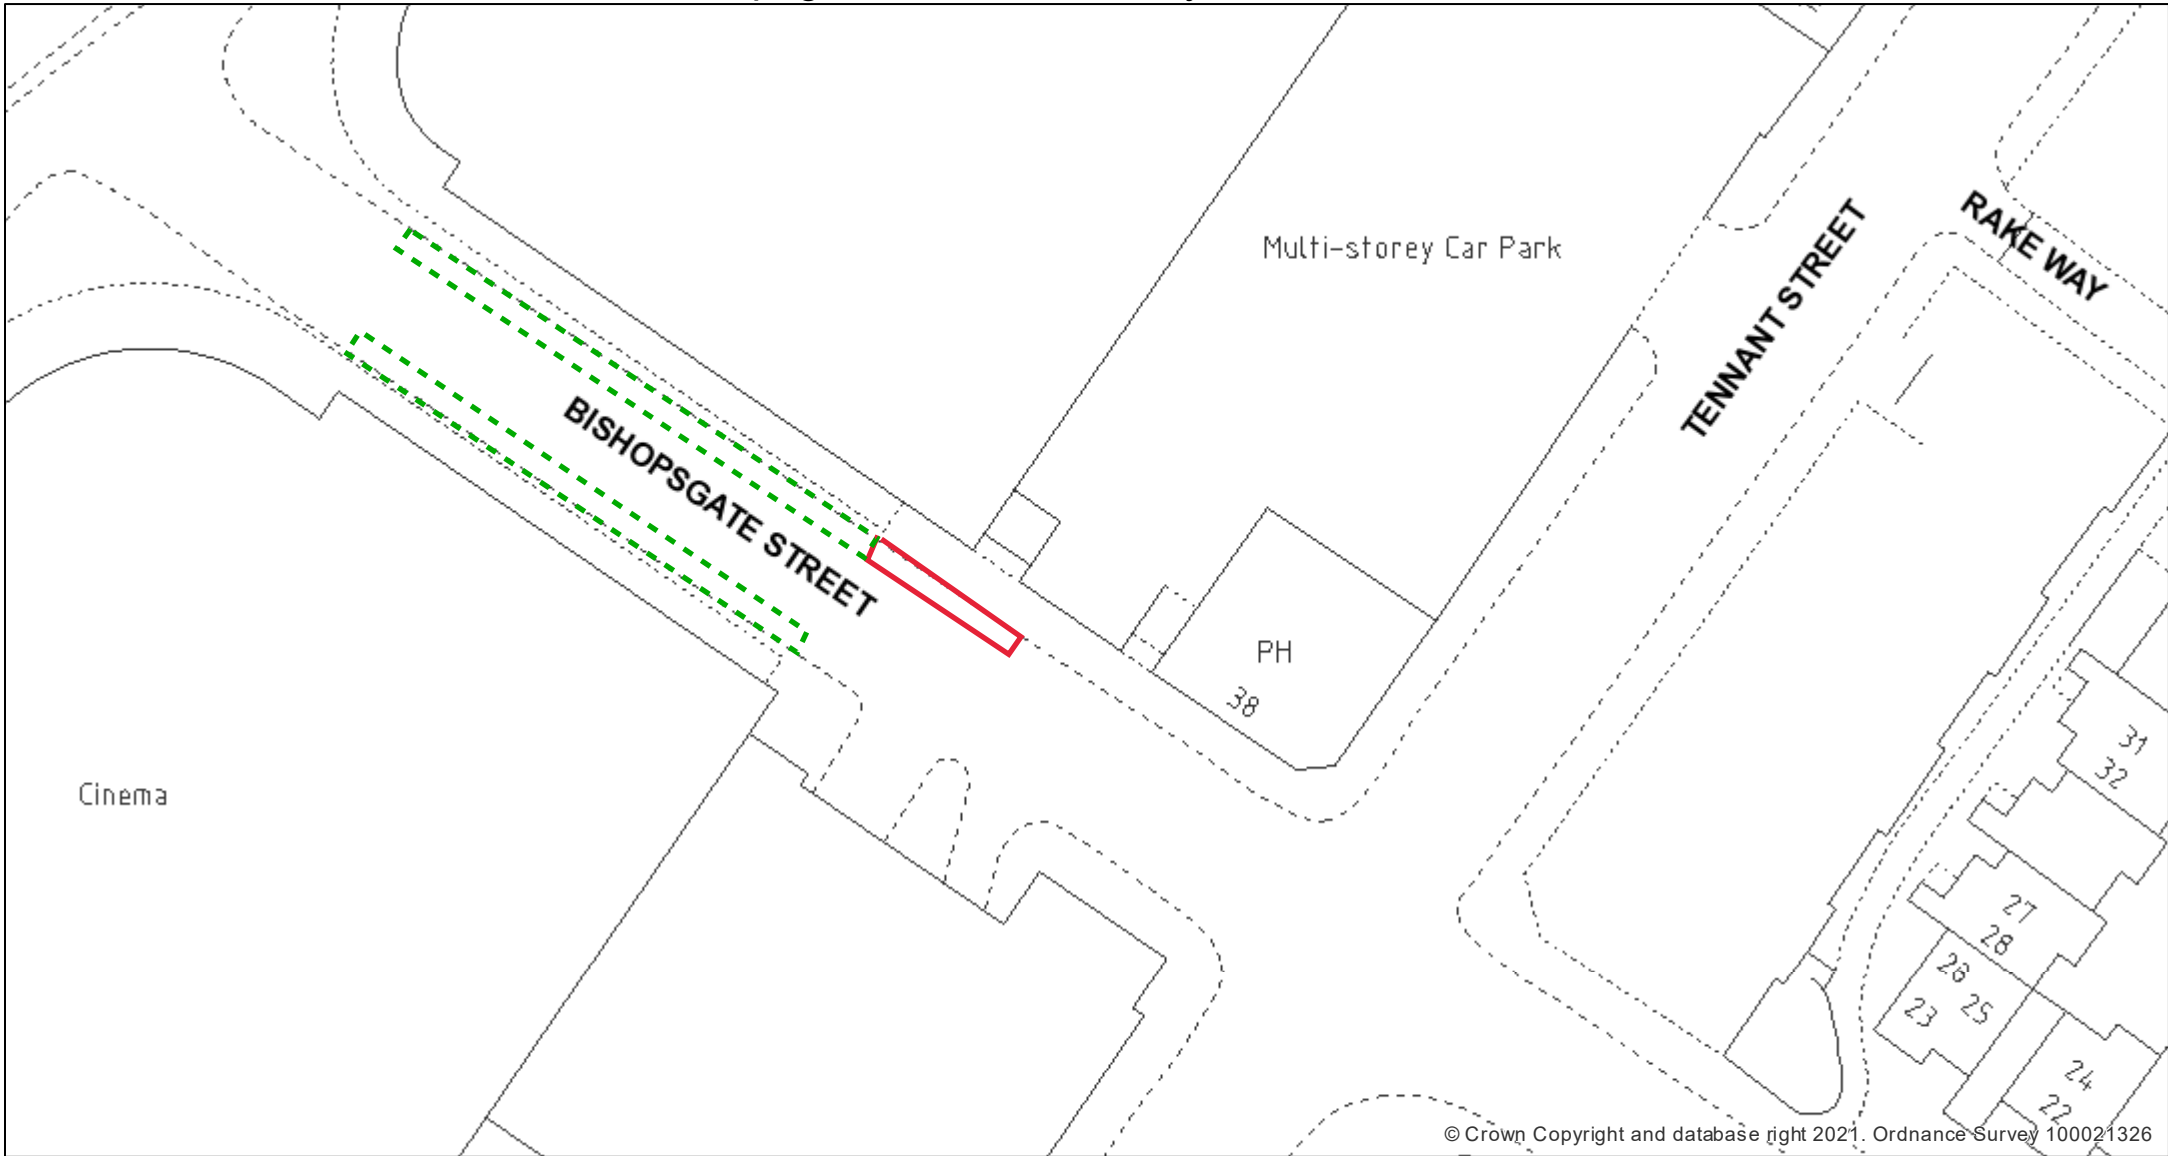 RAKE WAY
TENNANT STREET
Multi-storey Car Park
BISHOPSGATE STREET
PH
38
31
32
Cinema
27
28
26
25
23
24
22
© Crown Copyright and database right 2021. Ordnance Survey 100021326